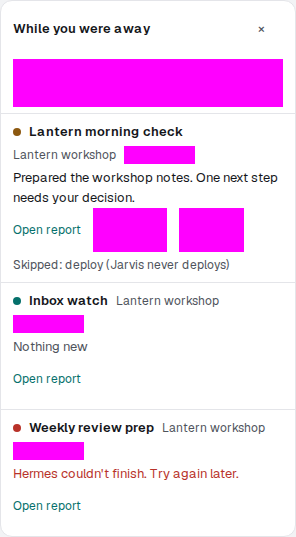 While you were away ×
Lantern morning check
Lantern workshop
Prepared the workshop notes. One next step
needs your decision.
Open report
Skipped: deploy (Jarvis never deploys)
Inbox watch Lantern workshop
Nothing new
Open report
Weekly review prep Lantern workshop
Hermes couldn't finish. Try again later.
Open report